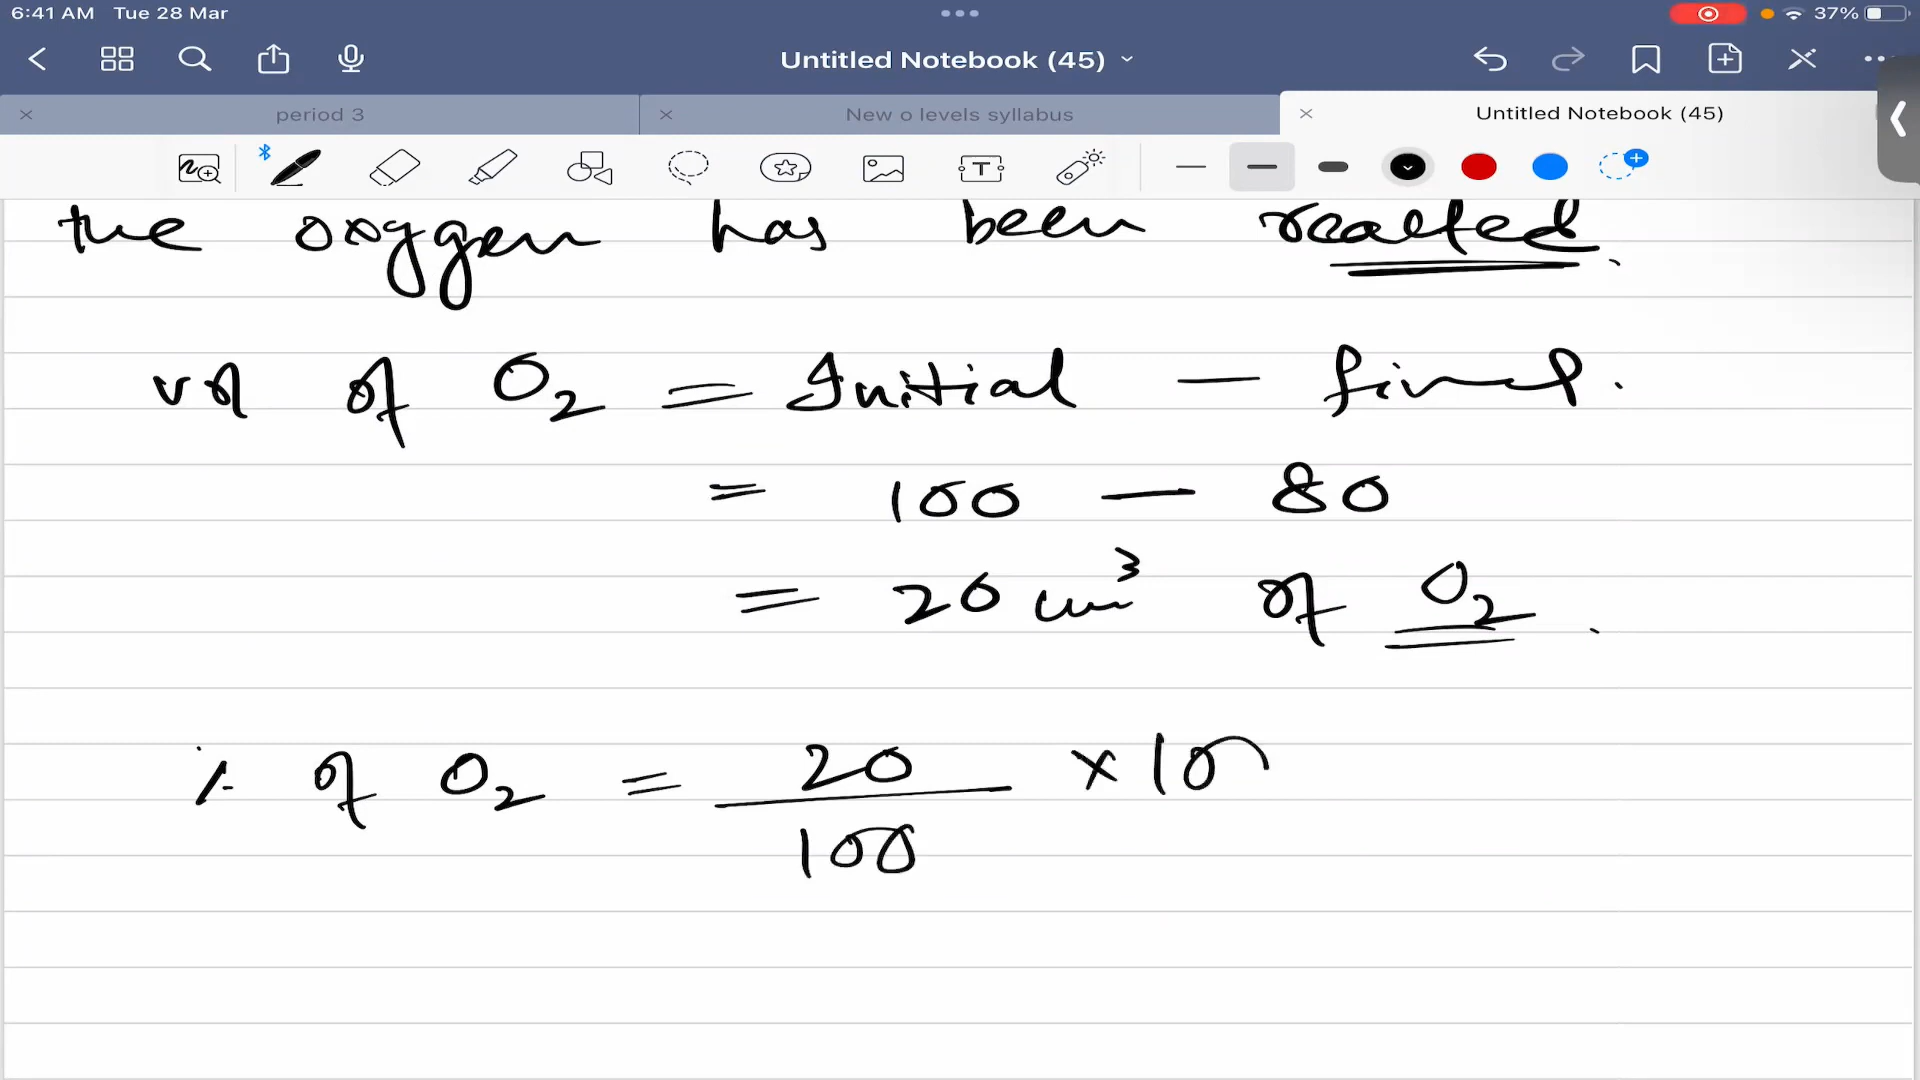 6:41 AM Tue 28 Mar
37%
Untitled Notebook (45)
period 3
New o levels syllabus
Untitled Notebook (45)
the oxygen has been reacted.
vol of O₂ = Initial — final.
= 100 — 80
= 20 cm³ of O₂.
% of O₂ = 20/100 × 100